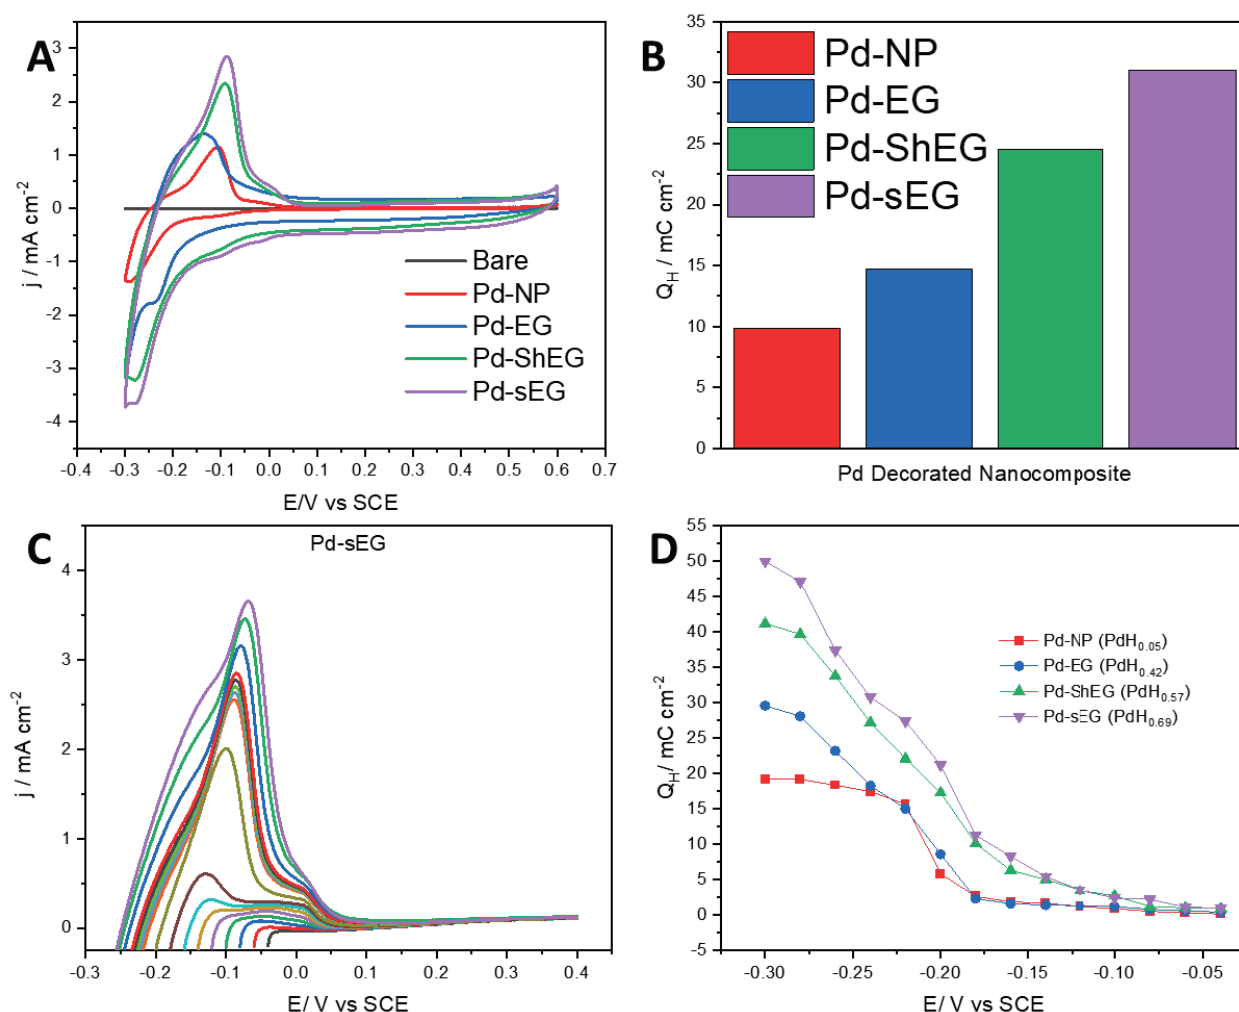 A
j / mA cm-2
3
2
1
0
-1
-2
-3
-4
Bare
Pd-NP
Pd-EG
Pd-ShEG
Pd-sEG
-0.4 -0.3 -0.2 -0.1 0.0 0.1 0.2 0.3 0.4 0.5 0.6 0.7
E/V vs SCE
B
QH / mC cm-2
35
30
25
20
15
10
5
0
Pd-NP
Pd-EG
Pd-ShEG
Pd-sEG
Pd Decorated Nanocomposite
C
Pd-sEG
j / mA cm-2
4
3
2
1
0
-0.3 -0.2 -0.1 0.0 0.1 0.2 0.3 0.4
E/ V vs SCE
D
QH/ mC cm-2
55
50
45
40
35
30
25
20
15
10
5
0
-5
Pd-NP (PdH0.05)
Pd-EG (PdH0.42)
Pd-ShEG (PdH0.57)
Pd-sEG (PdH0.69)
-0.30 -0.25 -0.20 -0.15 -0.10 -0.05
E/ V vs SCE